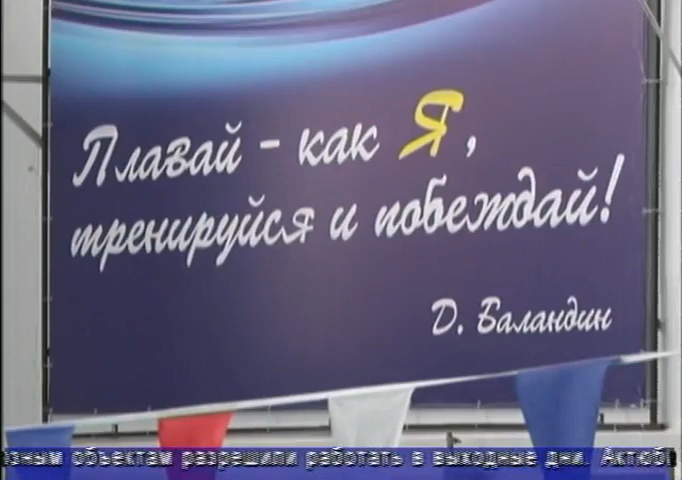 Плавай - как Я,
тренируйся и побеждай!
Д. Баландин
объектам разрешили работать в выходные дни.